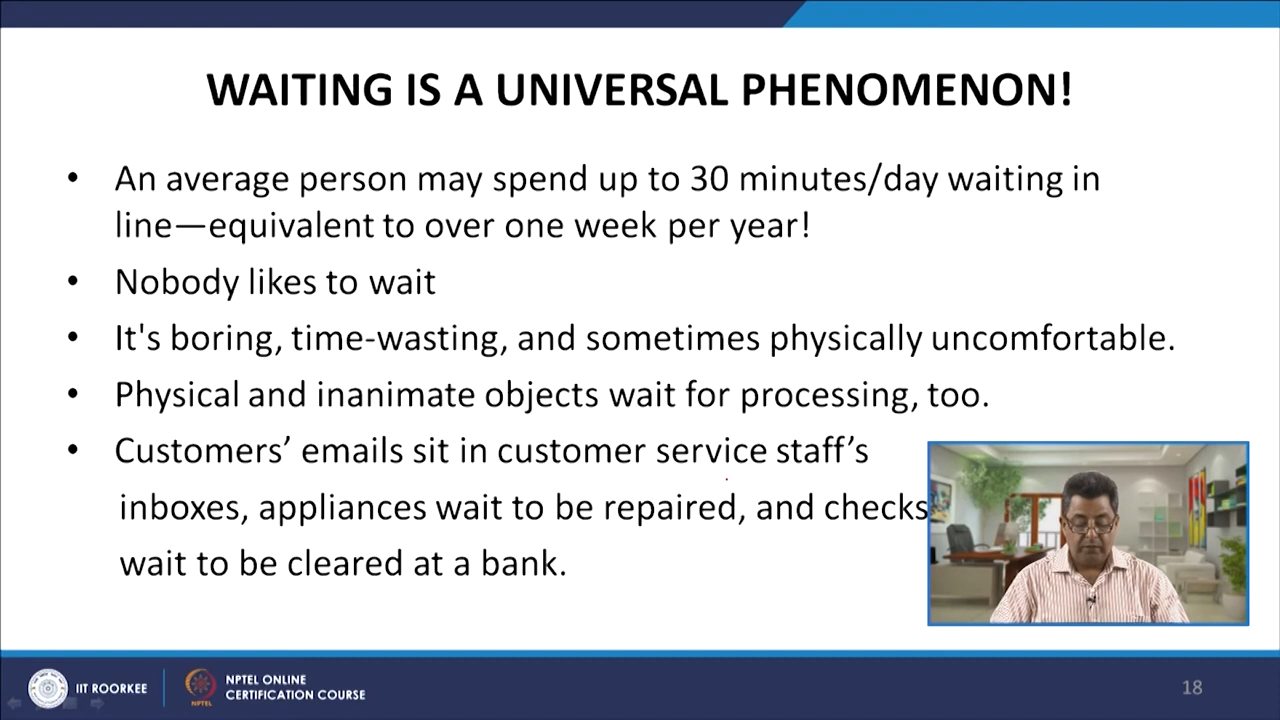 WAITING IS A UNIVERSAL PHENOMENON!
• An average person may spend up to 30 minutes/day waiting in
line—equivalent to over one week per year!
• Nobody likes to wait
• It's boring, time-wasting, and sometimes physically uncomfortable.
• Physical and inanimate objects wait for processing, too.
• Customers’ emails sit in customer service staff’s
inboxes, appliances wait to be repaired, and checks
wait to be cleared at a bank.
IIT ROORKEE
NPTEL
NPTEL ONLINE
CERTIFICATION COURSE
18